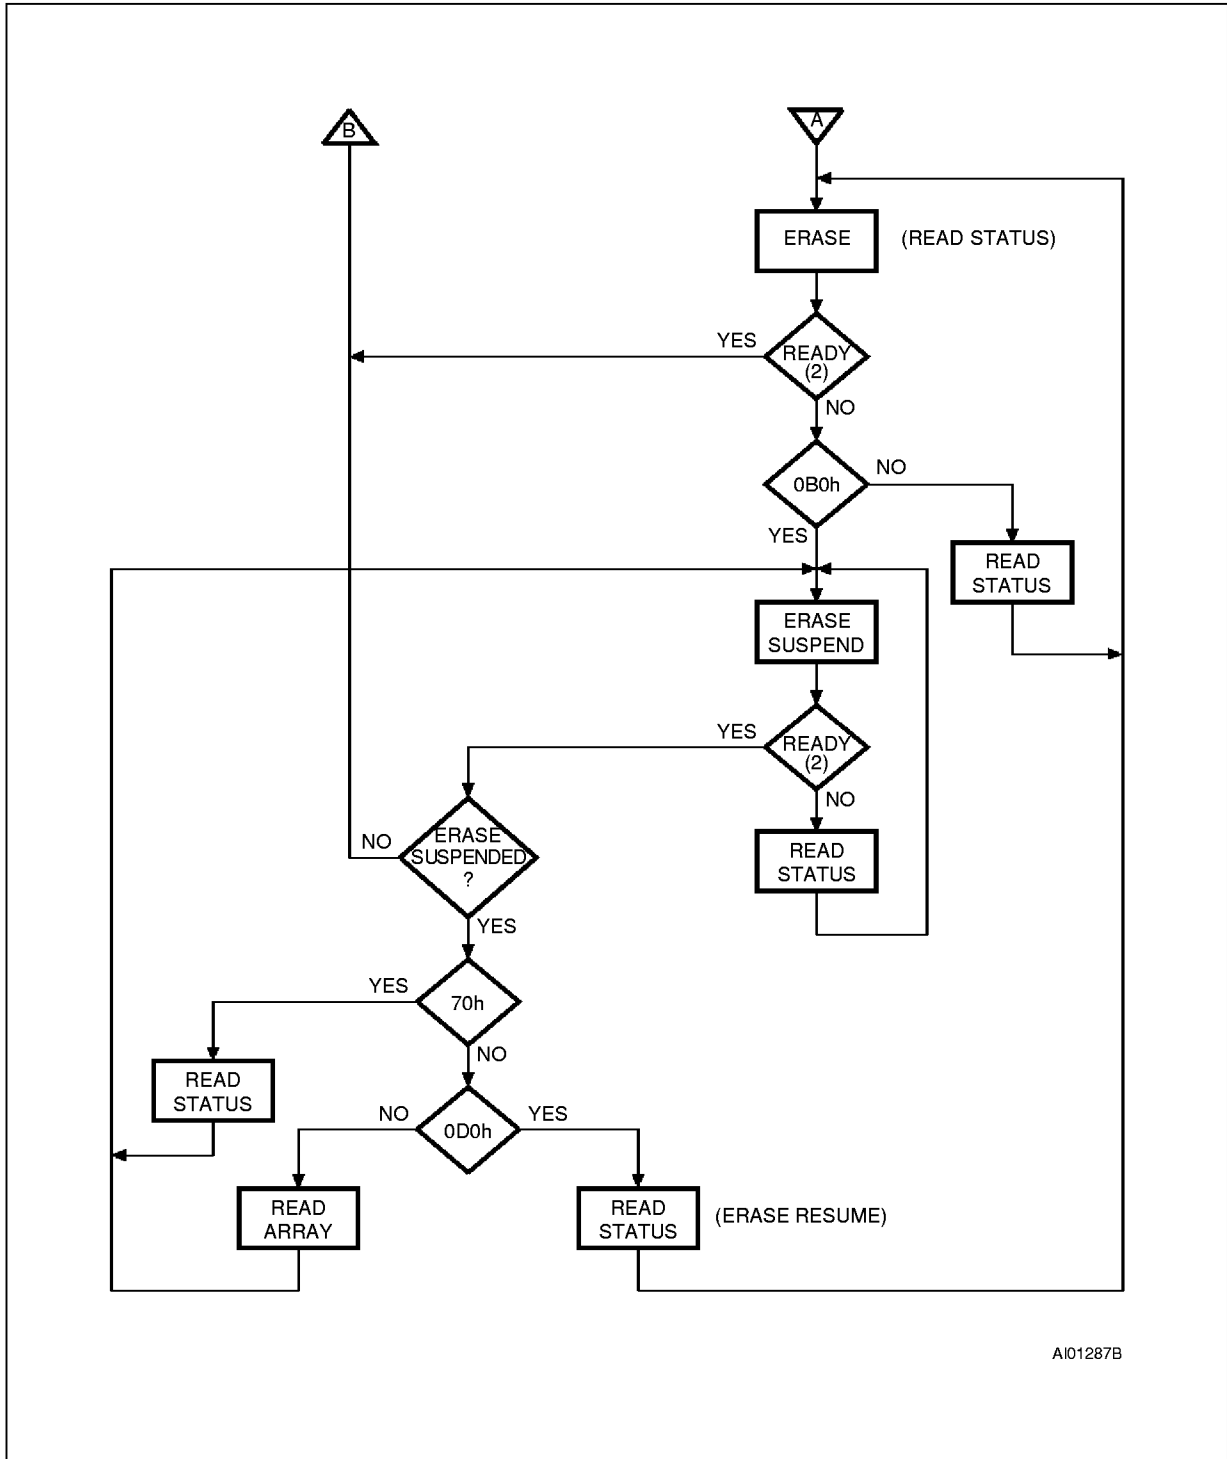 B
A
ERASE
(READ STATUS)
YES
READY
(2)
NO
0B0h
NO
YES
READ
STATUS
ERASE
SUSPEND
YES
READY
(2)
NO
ERASE
SUSPENDED
?
NO
READ
STATUS
YES
YES
70h
NO
READ
STATUS
NO
0D0h
YES
READ
ARRAY
READ
STATUS
(ERASE RESUME)
AI01287B